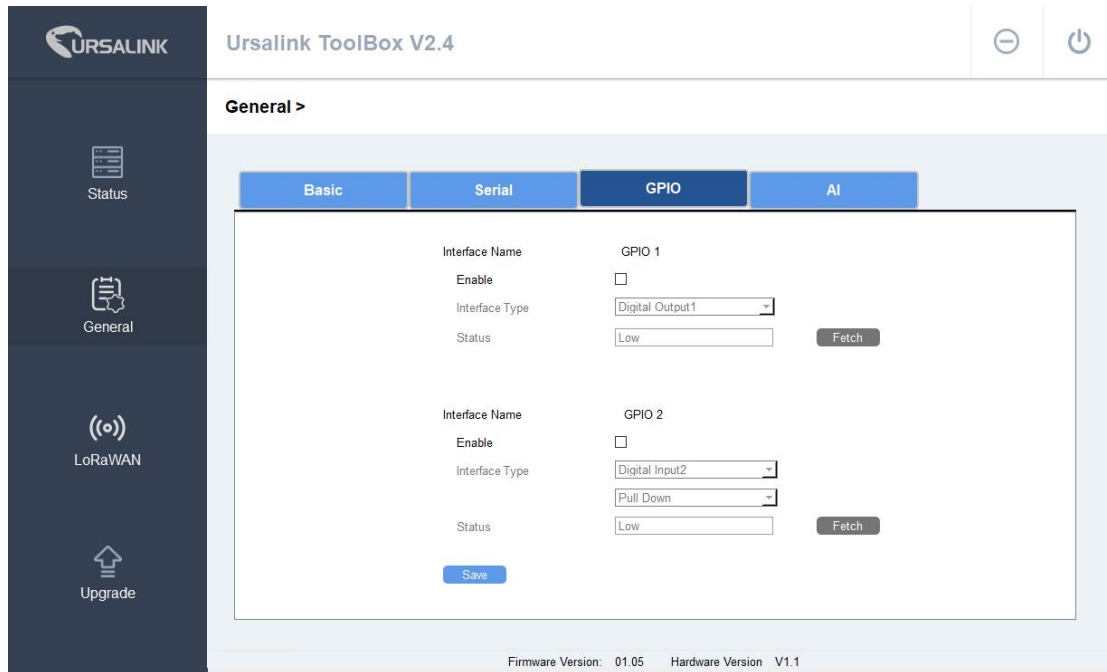 URSALINK
Ursalink ToolBox V2.4
General >
Status
General
LoRaWAN
Upgrade
Basic Serial GPIO AI
Interface Name GPIO 1
Enable
Interface Type Digital Output1
Status Low Fetch
Interface Name GPIO 2
Enable
Interface Type Digital Input2
Pull Down
Status Low Fetch
Save
Firmware Version: 01.05 Hardware Version V1.1